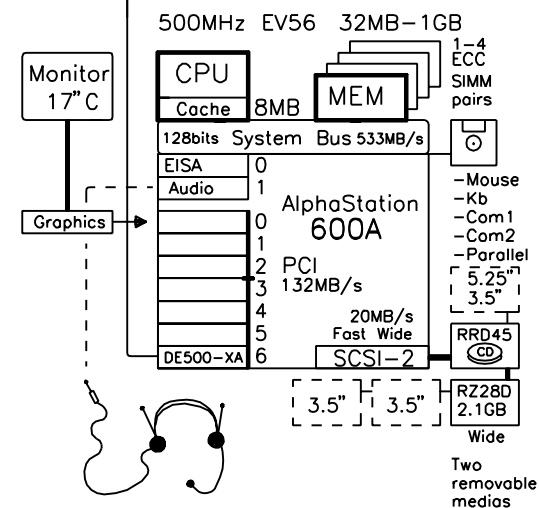 500MHz EV56 32MB-1GB
1-4
ECC
SIMM
pairs
Monitor
17"C
CPU
Cache
8MB
MEM
128bits System Bus 533MB/s
EISA 0
Audio 1
-Mouse
-Kb
-Com1
-Com2
-Parallel
AlphaStation
600A
Graphics
0
1
2
3
4
5
DE500-XA 6
PCI
132MB/s
5.25"
3.5"
20MB/s
Fast Wide
SCSI-2
RRD45
CD
3.5"
3.5"
RZ28D
2.1GB
Wide
Two
removable
medias